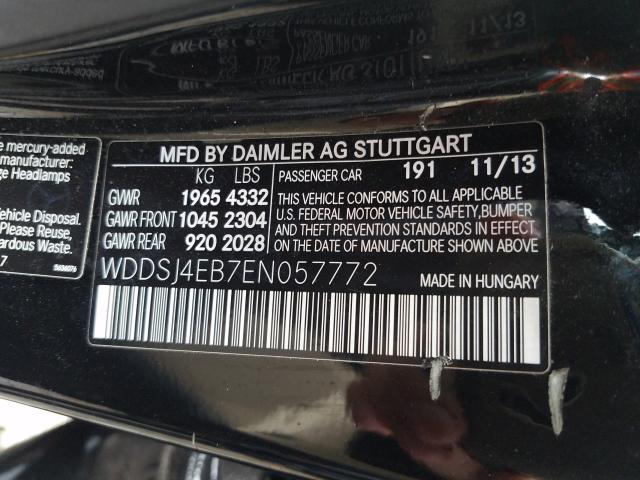 e mercury-added
manufacturer:
ge Headlamps
Vehicle Disposal.
Please Reuse,
ardous Waste.
7
MFD BY DAIMLER AG STUTTGART
KG LBS PASSENGER CAR 191 11/13
GVWR 1965 4332 THIS VEHICLE CONFORMS TO ALL APPLICABLE
GAWR FRONT 1045 2304 U.S. FEDERAL MOTOR VEHICLE SAFETY,BUMPER
GAWR REAR 920 2028 AND THEFT PREVENTION STANDARDS IN EFFECT
ON THE DATE OF MANUFACTURE SHOWN ABOVE.
WDDSJ4EB7EN057772 MADE IN HUNGARY